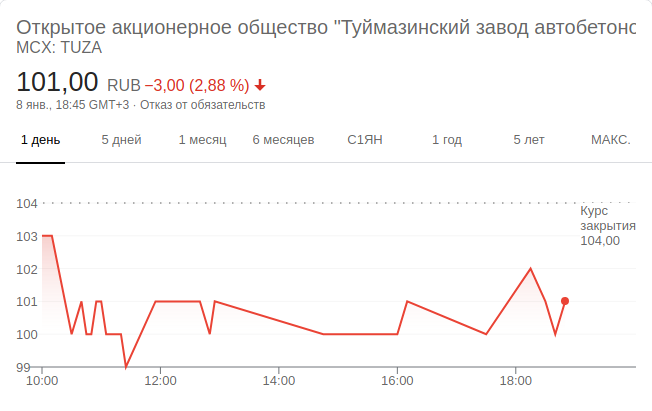 Открытое акционерное общество "Туймазинский завод автобетоно
MCX: TUZA
101,00 RUB −3,00 (2,88 %)
8 янв., 18:45 GMT+3 · Отказ от обязательств
1 день 5 дней 1 месяц 6 месяцев С1ЯН 1 год 5 лет МАКС.
104
Курс
закрытия
104,00
103
102
101
100
99
10:00 12:00 14:00 16:00 18:00